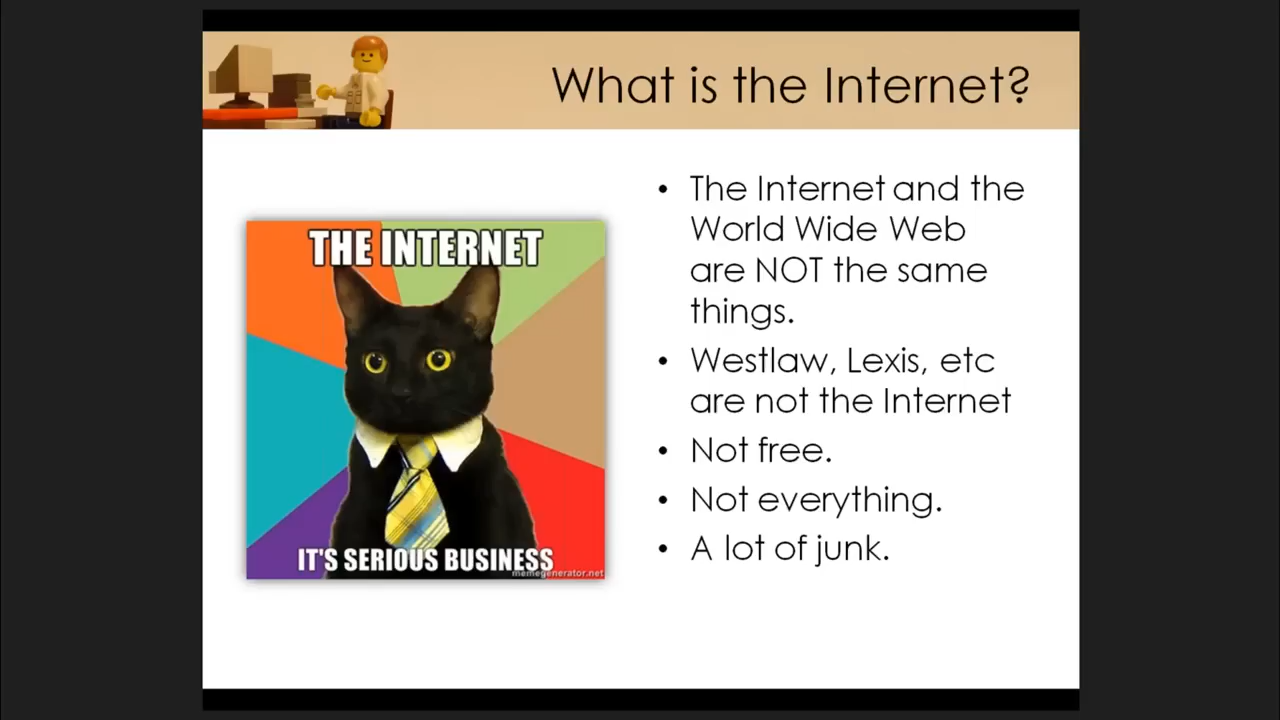 What is the Internet?
THE INTERNET
IT'S SERIOUS BUSINESS
memegenerator.net
• The Internet and the
World Wide Web
are NOT the same
things.
• Westlaw, Lexis, etc
are not the Internet
• Not free.
• Not everything.
• A lot of junk.